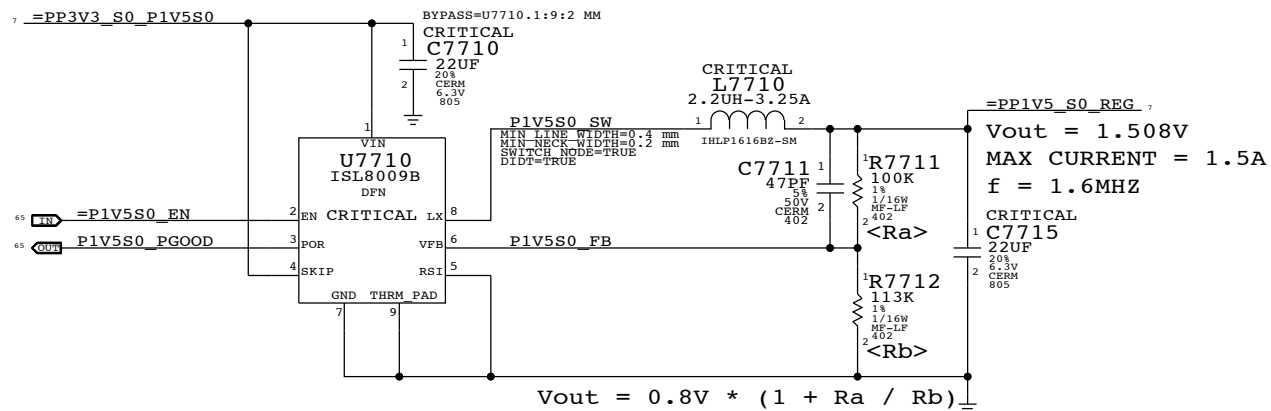 7 =PP3V3_S0_P1V5S0
BYPASS=U7710.1:9:2 MM
CRITICAL
1 C7710
22UF
20%
2 CERM
6.3V
805
1
VIN
U7710
ISL8009B
DFN
CRITICAL
65 IN =P1V5S0_EN 2 EN
65 OUT P1V5S0_PGOOD 3 POR
4 SKIP
LX 8
VFB 6
RSI 5
GND THRM_PAD
7 9
P1V5S0_SW
MIN_LINE_WIDTH=0.4 mm
MIN_NECK_WIDTH=0.2 mm
SWITCH_NODE=TRUE
DIDT=TRUE
CRITICAL
L7710
2.2UH-3.25A
1 2
IHLP1616BZ-SM
P1V5S0_FB
C7711 1
47PF
5%
50V
CERM 2
402
1 R7711
100K
1%
1/16W
MF-LF
402
2 <Ra>
1 R7712
113K
1%
1/16W
MF-LF
402
2 <Rb>
=PP1V5_S0_REG 7
Vout = 1.508V
MAX CURRENT = 1.5A
f = 1.6MHZ
CRITICAL
1 C7715
22UF
20%
2 6.3V
CERM
805
Vout = 0.8V * (1 + Ra / Rb)